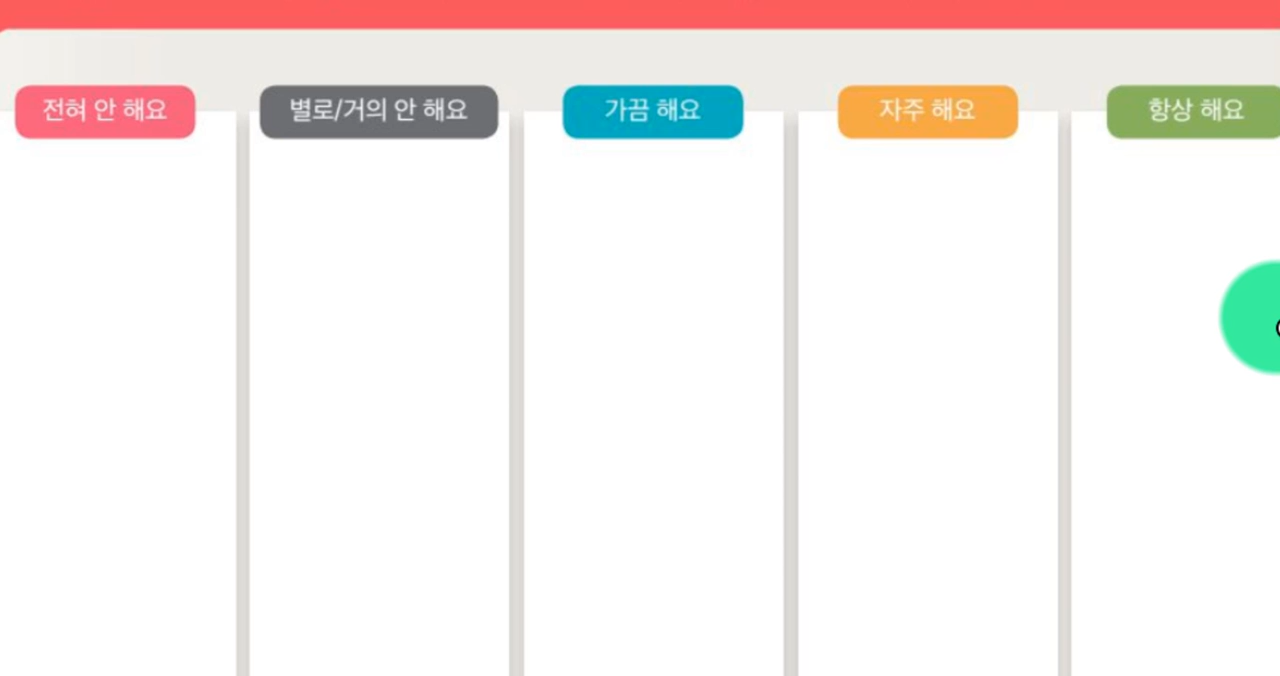 전혀 안 해요
별로/거의 안 해요
가끔 해요
자주 해요
항상 해요